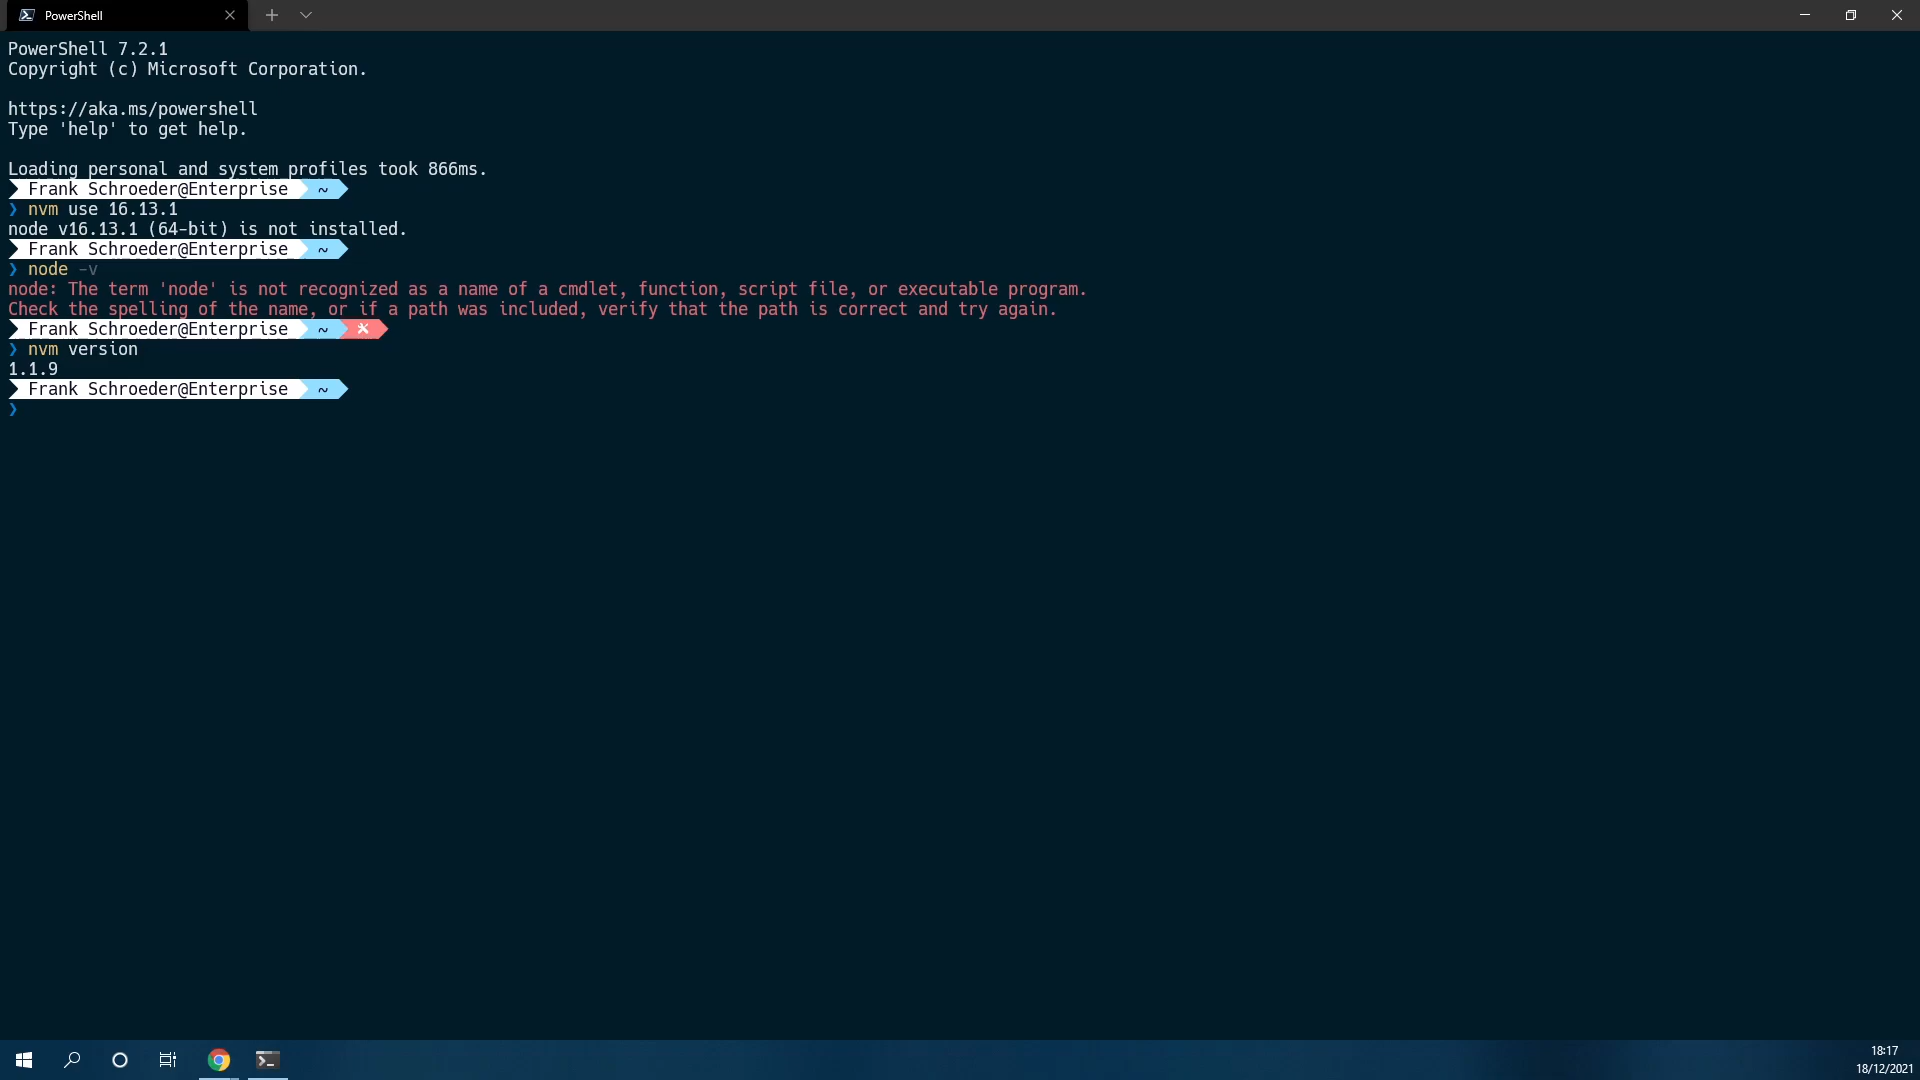 PowerShell
PowerShell 7.2.1
Copyright (c) Microsoft Corporation.
https://aka.ms/powershell
Type 'help' to get help.
Loading personal and system profiles took 866ms.
Frank Schroeder@Enterprise ~
❯ nvm use 16.13.1
node v16.13.1 (64-bit) is not installed.
Frank Schroeder@Enterprise ~
❯ node -v
node: The term 'node' is not recognized as a name of a cmdlet, function, script file, or executable program.
Check the spelling of the name, or if a path was included, verify that the path is correct and try again.
Frank Schroeder@Enterprise ~
❯ nvm version
1.1.9
Frank Schroeder@Enterprise ~
❯
18:17
18/12/2021